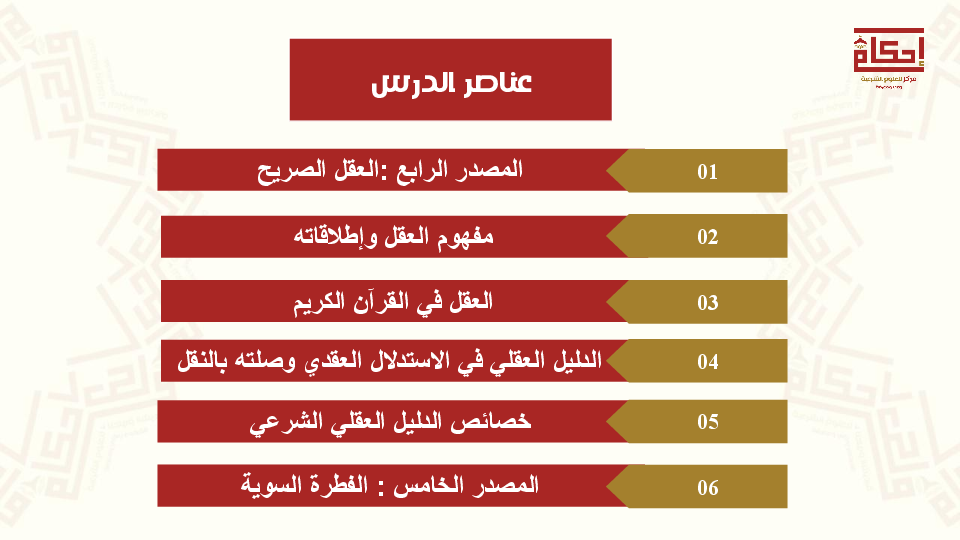 إحكام
مركز للعلوم الشرعية
عناصر الدرس
المصدر الرابع :العقل الصريح
01
مفهوم العقل وإطلاقاته
02
العقل في القرآن الكريم
03
الدليل العقلي في الاستدلال العقدي وصلته بالنقل
04
خصائص الدليل العقلي الشرعي
05
المصدر الخامس : الفطرة السوية
06